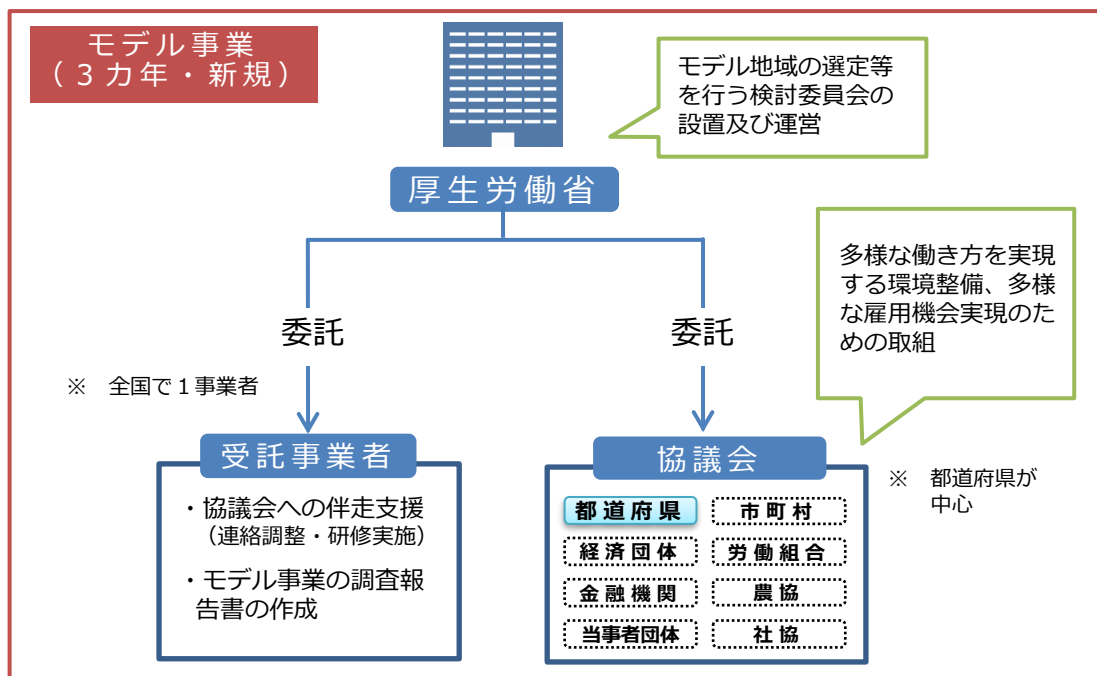 モデル事業
（３カ年・新規）
モデル地域の選定等
を行う検討委員会の
設置及び運営
厚生労働省
多様な働き方を実現
する環境整備、多様
な雇用機会実現のた
めの取組
委託
委託
※　全国で１事業者
受託事業者
・協議会への伴走支援
（連絡調整・研修実施）
・モデル事業の調査報
告書の作成
協議会
※　都道府県が
中心
都道府県
市町村
経済団体
労働組合
金融機関
農協
当事者団体
社協